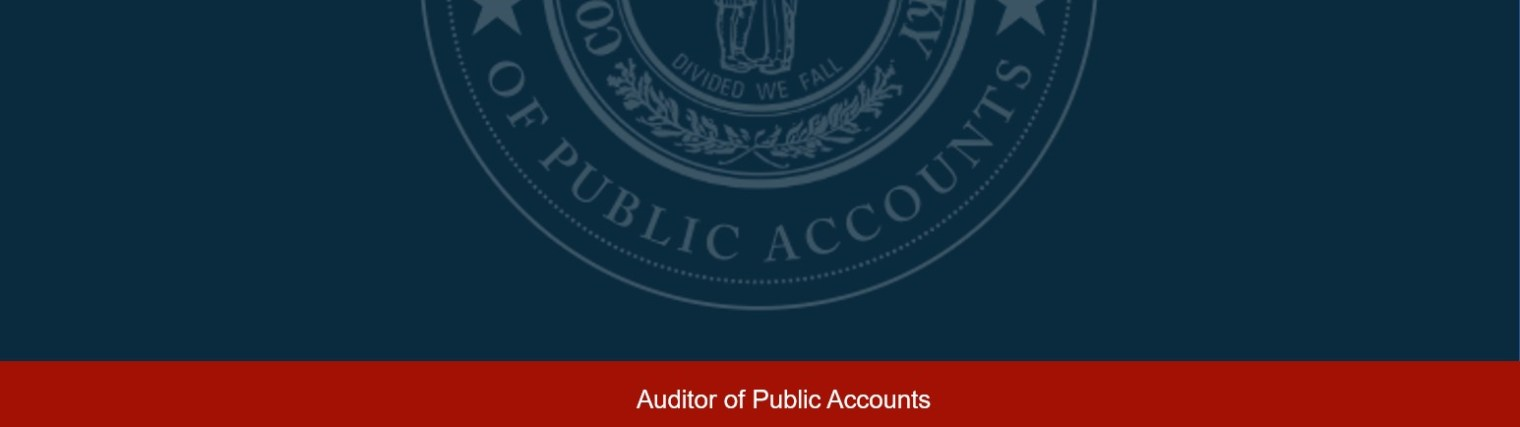 DIVIDED WE FALL
OF PUBLIC ACCOUNTS
Auditor of Public Accounts